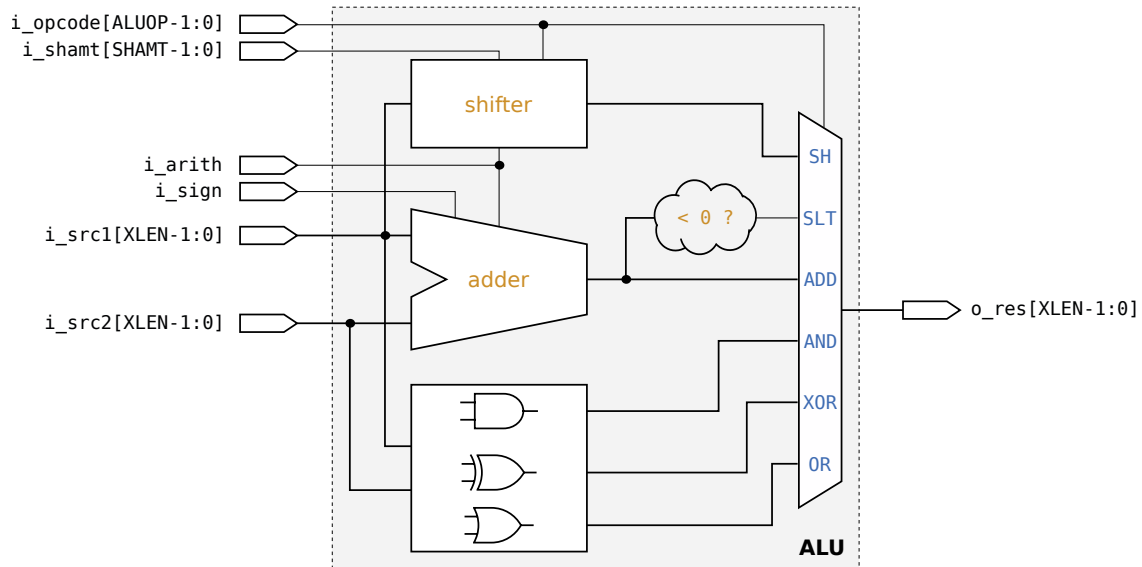 i_opcode[ALUOP-1:0]
i_shamt[SHAMT-1:0]
shifter
SH
i_arith
i_sign
< 0 ?
SLT
i_src1[XLEN-1:0]
adder
ADD
o_res[XLEN-1:0]
i_src2[XLEN-1:0]
AND
XOR
OR
ALU